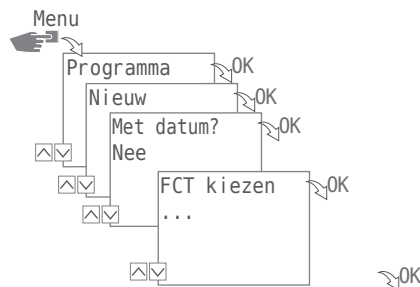 Menu
Programma OK
Nieuw OK
Met datum? OK
Nee
FCT kiezen OK
...
OK